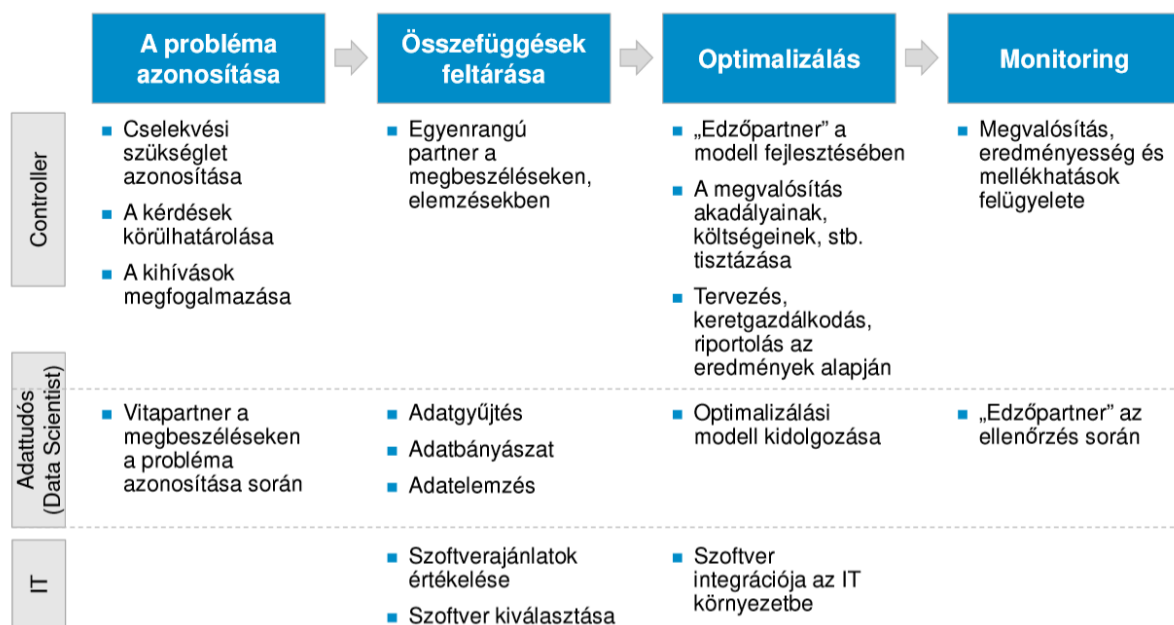 A probléma
azonosítása
Összefüggések
feltárása
Optimalizálás
Monitoring
Controller
Cselekvési
szükséglet
azonosítása
A kérdések
körülhatárolása
A kihívások
megfogalmazása
Egyenrangú
partner a
megbeszéléseken,
elemzésekben
„Edzőpartner” a
modell fejlesztésében
A megvalósítás
akadályainak,
költségeinek, stb.
tisztázása
Tervezés,
keretgazdálkodás,
riportolás az
eredmények alapján
Megvalósítás,
eredményesség és
mellékhatások
felügyelete
Adattudós
(Data Scientist)
Vitapartner a
megbeszéléseken
a probléma
azonosítása során
Adatgyűjtés
Adatbányászat
Adatelemzés
Optimalizálási
modell kidolgozása
„Edzőpartner” az
ellenőrzés során
IT
Szoftverajánlatok
értékelése
Szoftver kiválasztása
Szoftver
integrációja az IT
környezetbe